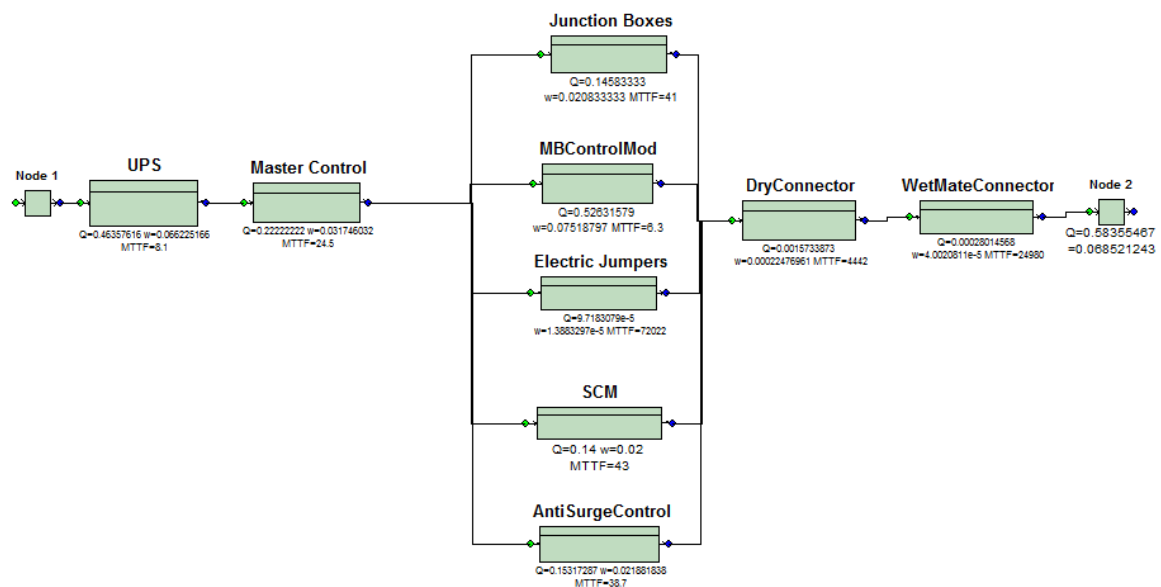 Node 1
UPS
Q=0.46357616 w=0.066225166
MTTF=8.1
Master Control
Q=0.22222222 w=0.031746032
MTTF=24.5
Junction Boxes
Q=0.14583333
w=0.020833333 MTTF=41
MBControlMod
Q=0.52631579
w=0.07518797 MTTF=6.3
Electric Jumpers
Q=9.7183079e-5
w=1.3883297e-5 MTTF=72022
SCM
Q=0.14 w=0.02
MTTF=43
AntiSurgeControl
Q=0.15317287 w=0.021881838
MTTF=38.7
DryConnector
Q=0.0015733873
w=0.00022476961 MTTF=4442
WetMateConnector
Q=0.00028014568
w=4.0020811e-5 MTTF=24980
Node 2
Q=0.58355467
=0.068521243